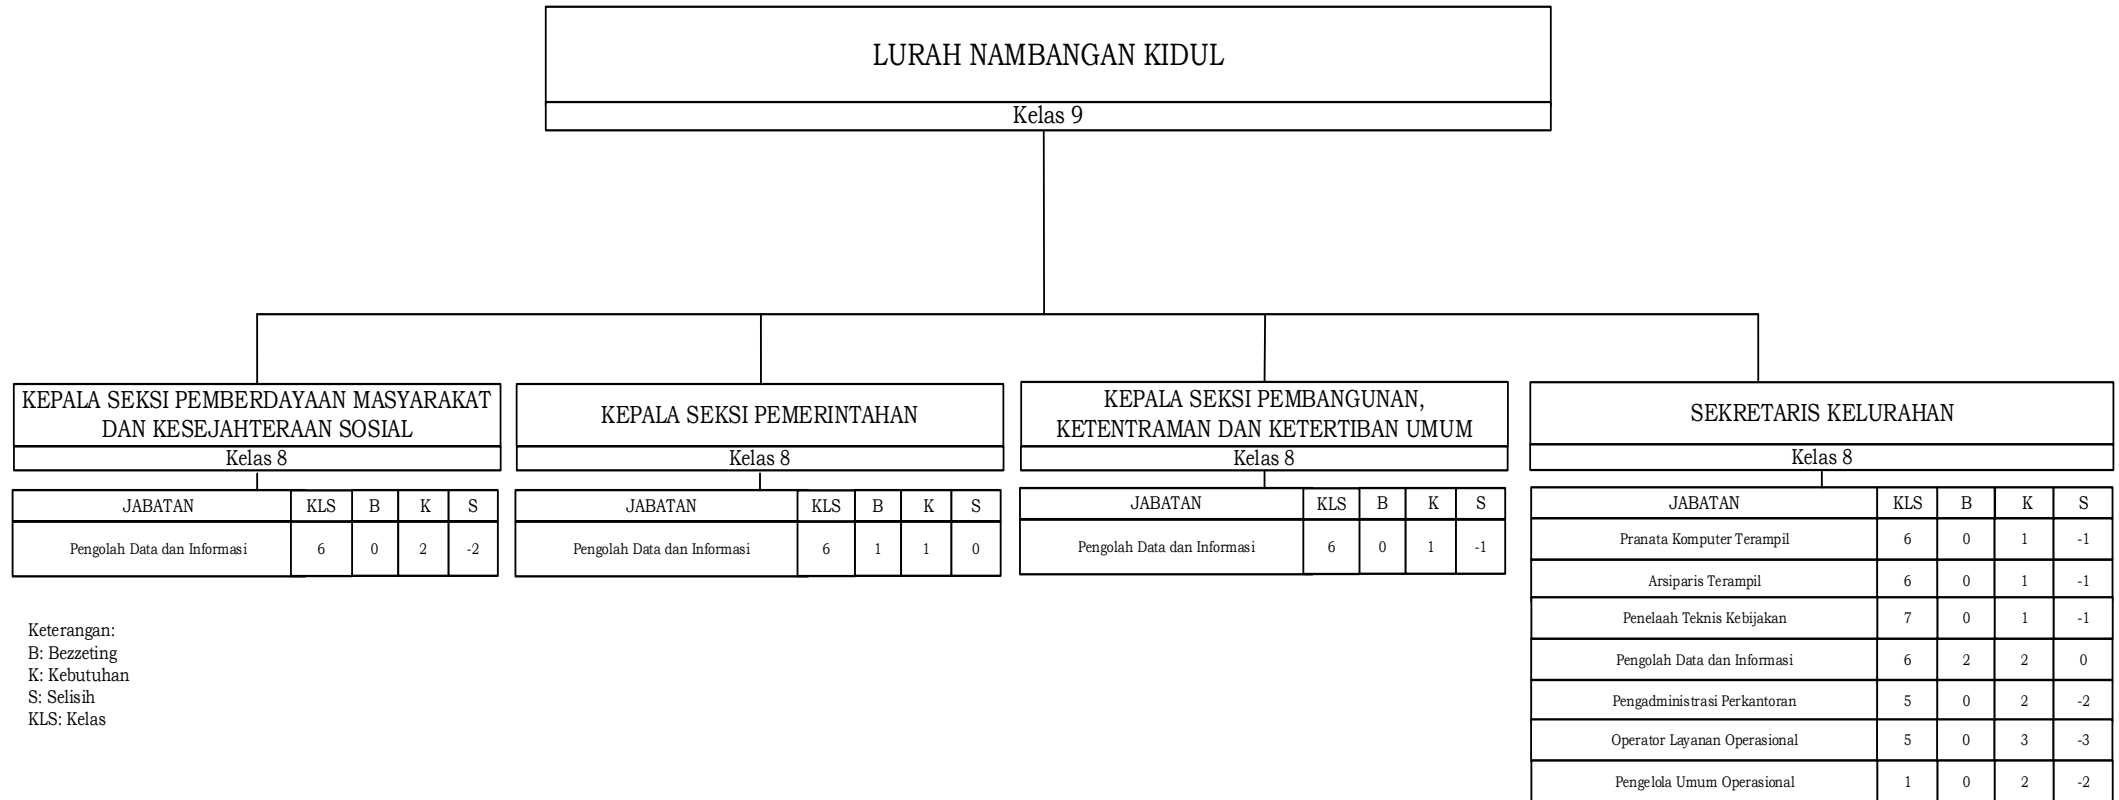 LURAH NAMBANGAN KIDUL
Kelas 9
KEPALA SEKSI PEMBERDAYAAN MASYARAKAT
DAN KESEJAHTERAAN SOSIAL
Kelas 8
JABATAN KLS B K S
Pengolah Data dan Informasi 6 0 2 -2
KEPALA SEKSI PEMERINTAHAN
Kelas 8
JABATAN KLS B K S
Pengolah Data dan Informasi 6 1 1 0
KEPALA SEKSI PEMBANGUNAN,
KETENTRAMAN DAN KETERTIBAN UMUM
Kelas 8
JABATAN KLS B K S
Pengolah Data dan Informasi 6 0 1 -1
SEKRETARIS KELURAHAN
Kelas 8
JABATAN KLS B K S
Pranata Komputer Terampil 6 0 1 -1
Arsiparis Terampil 6 0 1 -1
Penelaah Teknis Kebijakan 7 0 1 -1
Pengolah Data dan Informasi 6 2 2 0
Pengadministrasi Perkantoran 5 0 2 -2
Operator Layanan Operasional 5 0 3 -3
Pengelola Umum Operasional 1 0 2 -2
Keterangan:
B: Bezzeting
K: Kebutuhan
S: Selisih
KLS: Kelas